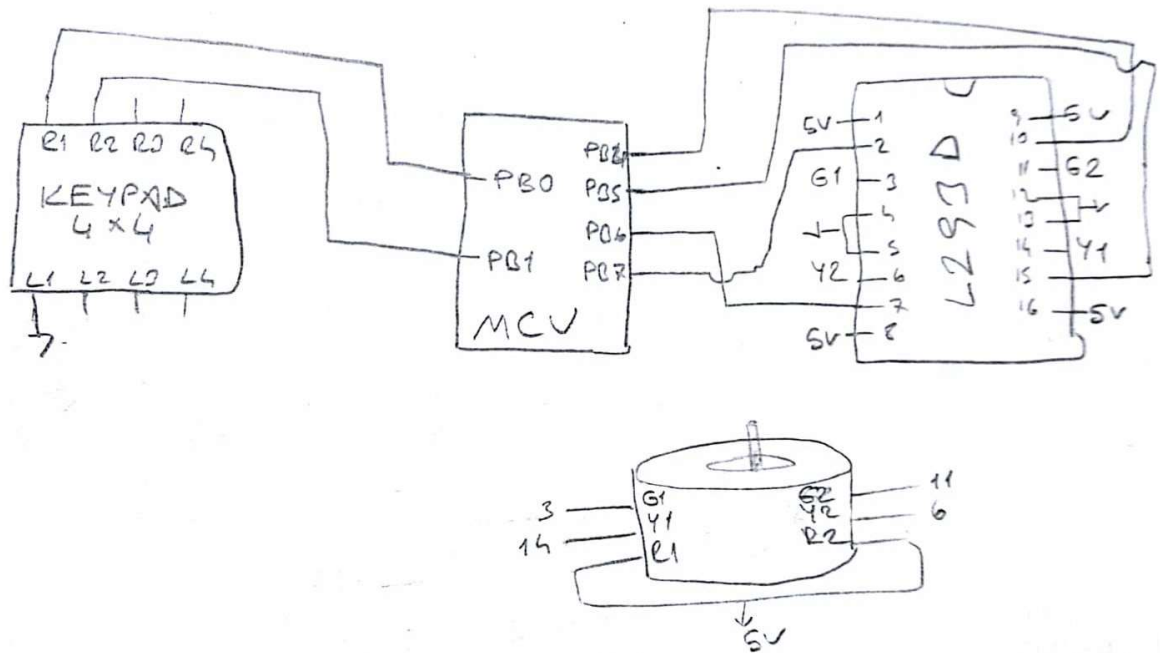 R1 R2 R3 R4
KEYPAD
4 x 4
L1 L2 L3 L4
PB0
PB1
MCU
PB4
PB5
PB6
PB7
5V 1
2
G1 3
4
5
Y2 6
7
5V 8
L293D
9 5V
10
11 G2
12
13
14 Y1
15
16 5V
3 G1
14 Y1
R1
G2 11
Y2 6
R2
5V